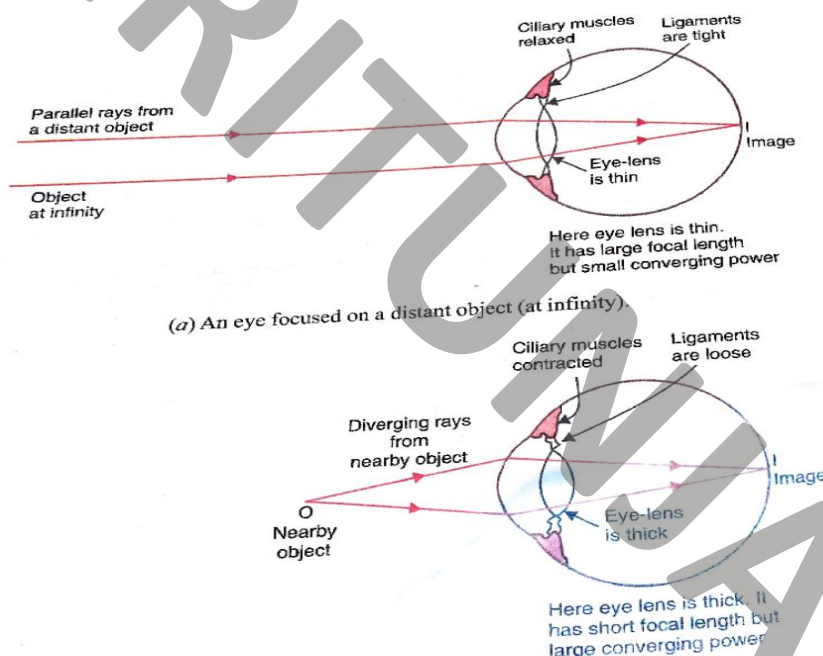 Ciliary muscles
relaxed
Ligaments
are tight
Parallel rays from
a distant object
I
Image
Eye-lens
is thin
Object
at infinity
Here eye lens is thin.
It has large focal length
but small converging power
(a) An eye focused on a distant object (at infinity).
Ciliary muscles
contracted
Ligaments
are loose
Diverging rays
from
nearby object
I
Image
O
Nearby
object
Eye-lens
is thick
Here eye lens is thick. It
has short focal length but
large converging power
RITUNJA